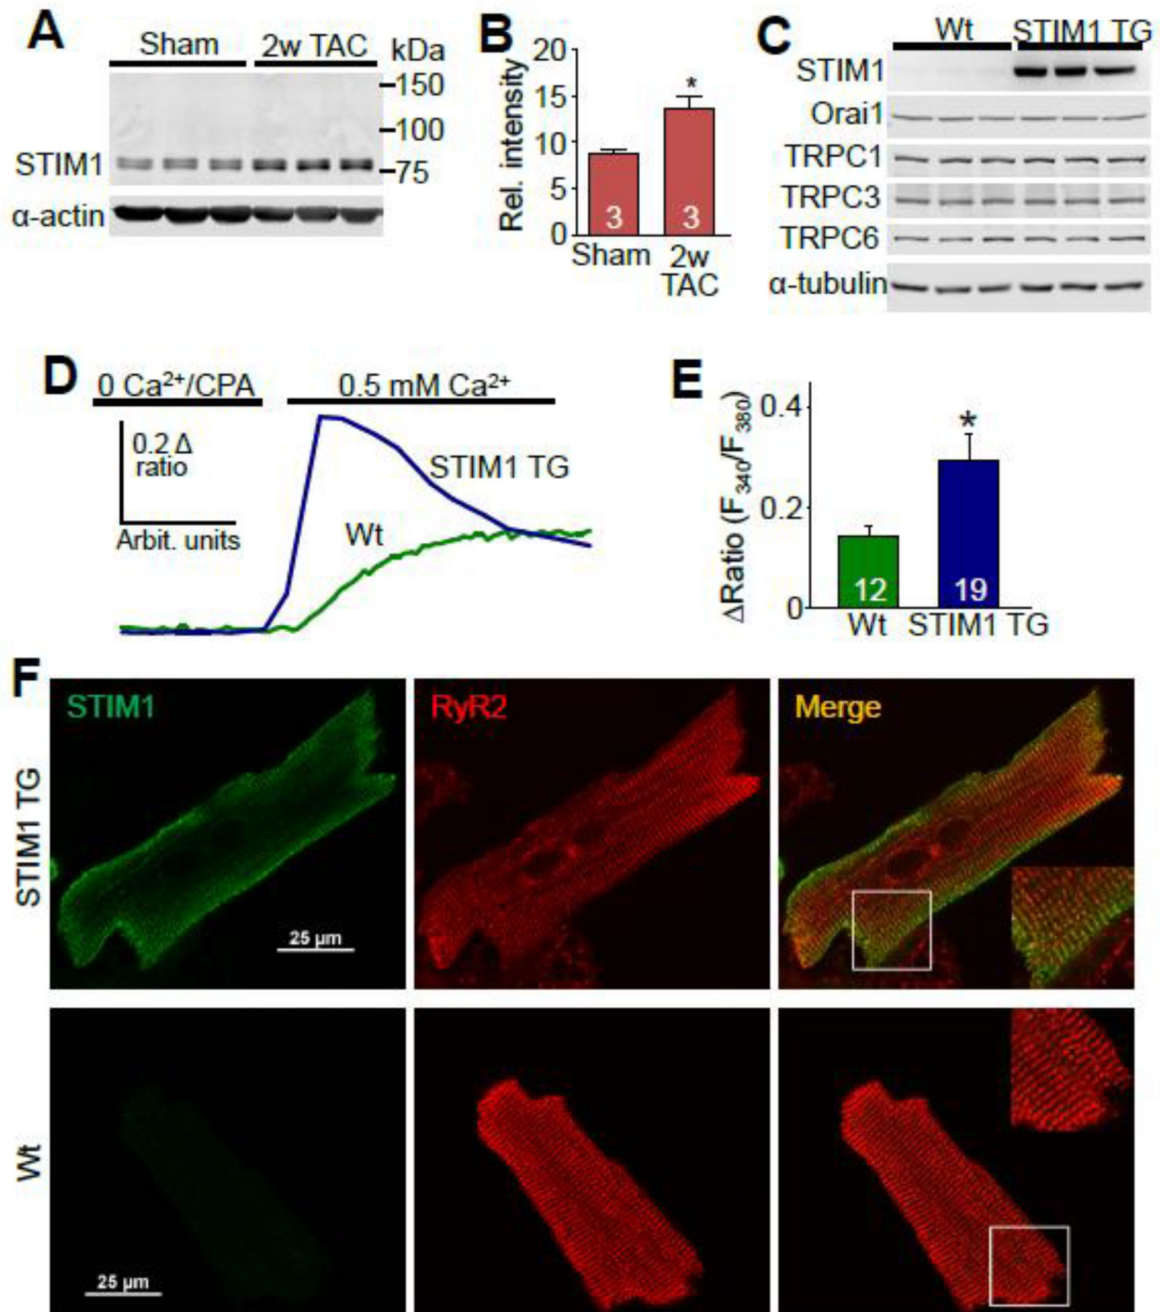 A
Sham
2w TAC
kDa
150
100
75
STIM1
α-actin
B
20
15
10
5
0
Rel. intensity
*
3
3
Sham
2w
TAC
C
Wt
STIM1 TG
STIM1
Orai1
TRPC1
TRPC3
TRPC6
α-tubulin
D
0 Ca²⁺/CPA
0.5 mM Ca²⁺
0.2 Δ
ratio
Arbit. units
STIM1 TG
Wt
E
ΔRatio (F₃₄₀/F₃₈₀)
0.4
0.2
0
*
12
19
Wt
STIM1 TG
F
STIM1 TG
STIM1
RyR2
Merge
25 µm
Wt
25 µm